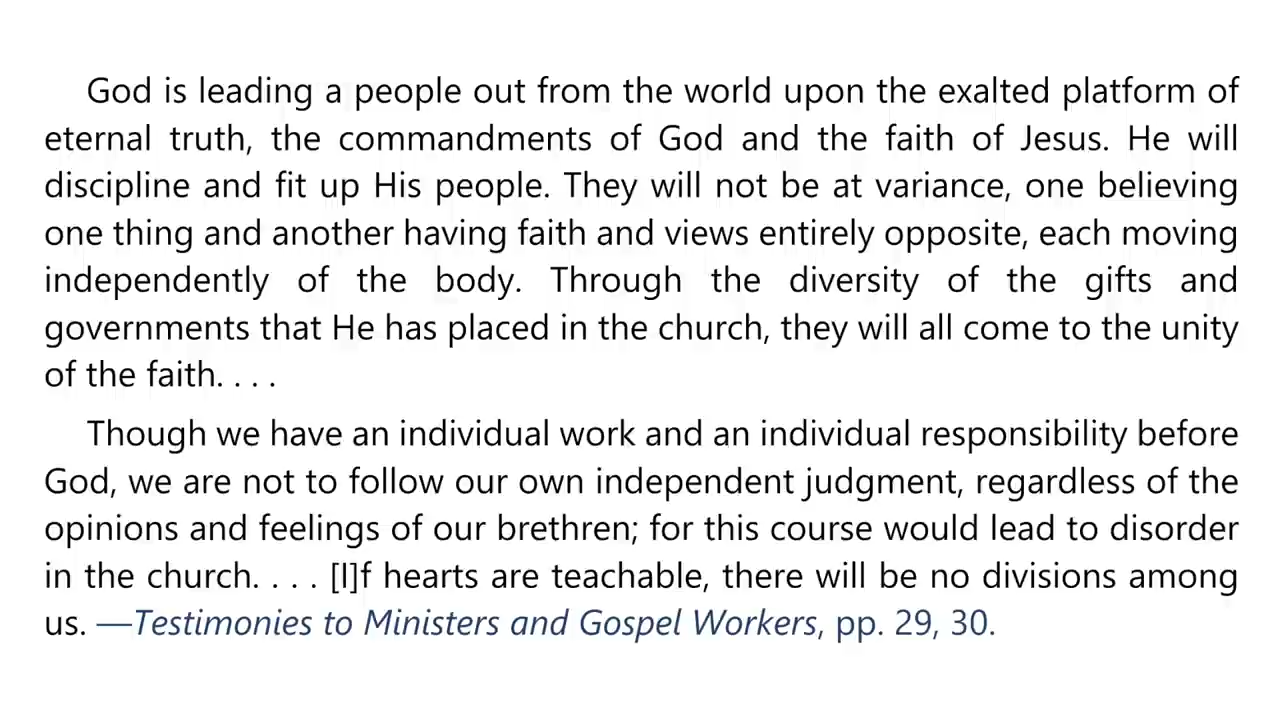 God is leading a people out from the world upon the exalted platform of
eternal truth, the commandments of God and the faith of Jesus. He will
discipline and fit up His people. They will not be at variance, one believing
one thing and another having faith and views entirely opposite, each moving
independently of the body. Through the diversity of the gifts and
governments that He has placed in the church, they will all come to the unity
of the faith. . . .
Though we have an individual work and an individual responsibility before
God, we are not to follow our own independent judgment, regardless of the
opinions and feelings of our brethren; for this course would lead to disorder
in the church. . . . [I]f hearts are teachable, there will be no divisions among
us. —Testimonies to Ministers and Gospel Workers, pp. 29, 30.